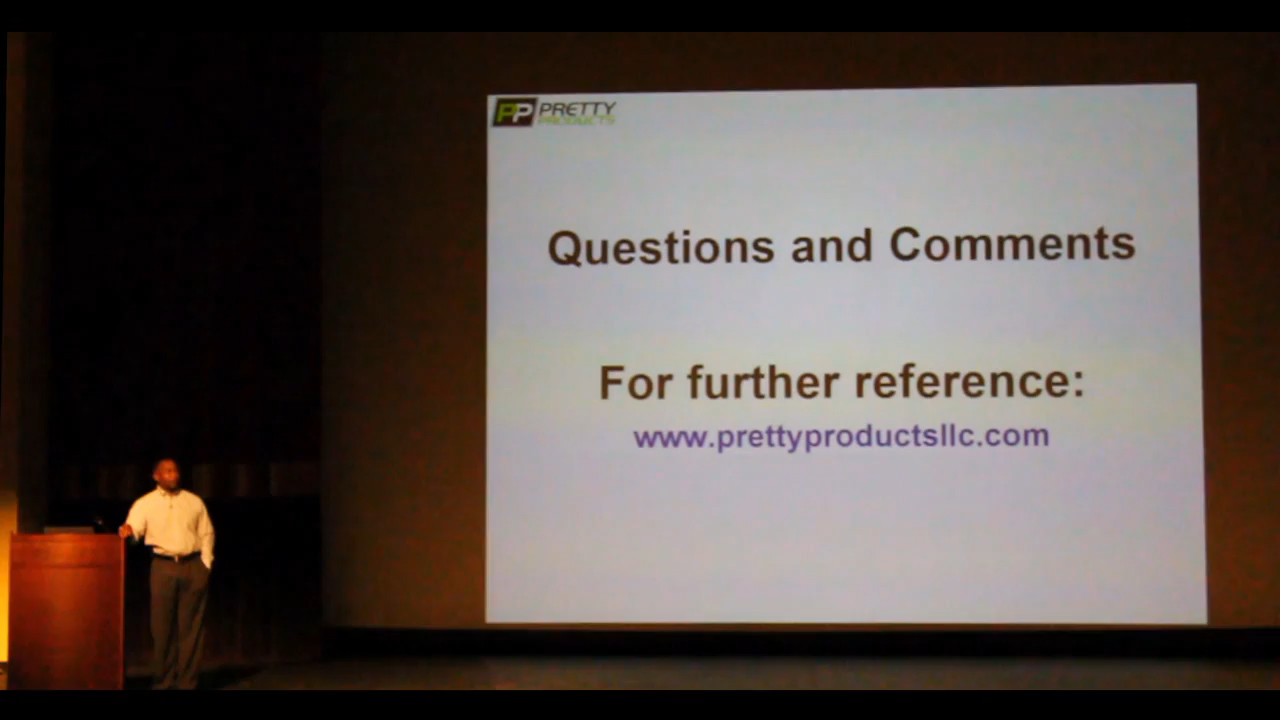 PP PRETTY
PRODUCTS
Questions and Comments
For further reference:
www.prettyproductsllc.com